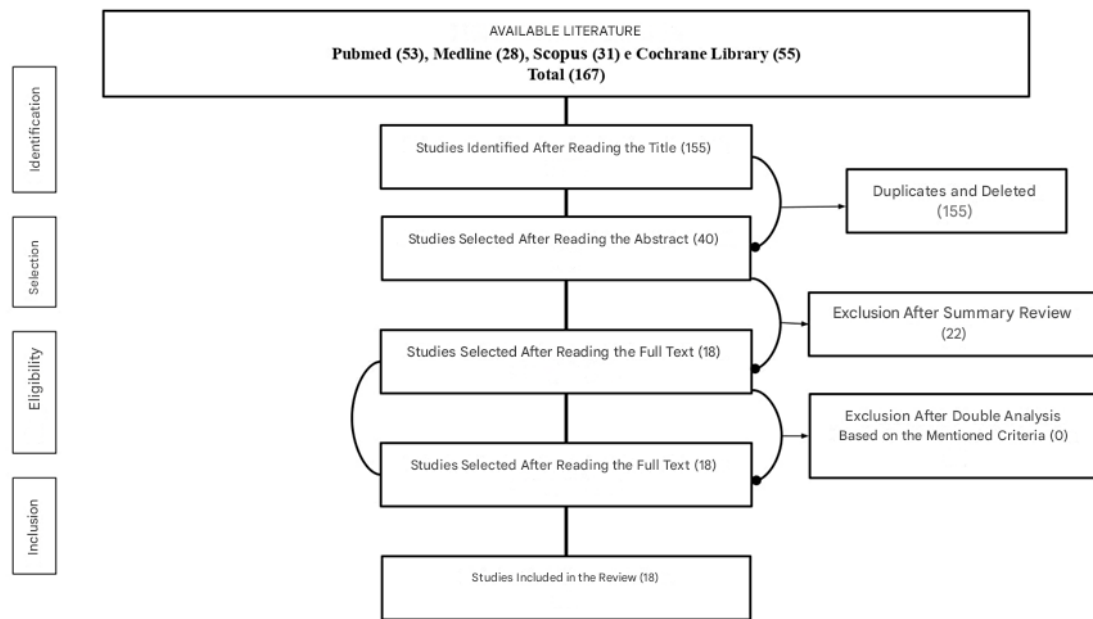 AVAILABLE LITERATURE
Pubmed (53), Medline (28), Scopus (31) e Cochrane Library (55)
Total (167)
Identification
Studies Identified After Reading the Title (155)
Duplicates and Deleted
(155)
Selection
Studies Selected After Reading the Abstract (40)
Exclusion After Summary Review
(22)
Eligibility
Studies Selected After Reading the Full Text (18)
Exclusion After Double Analysis
Based on the Mentioned Criteria (0)
Studies Selected After Reading the Full Text (18)
Inclusion
Studies Included in the Review (18)